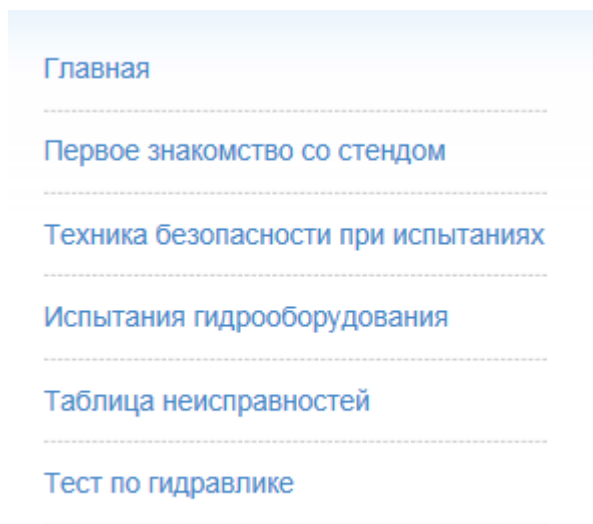 Главная
Первое знакомство со стендом
Техника безопасности при испытаниях
Испытания гидрооборудования
Таблица неисправностей
Тест по гидравлике